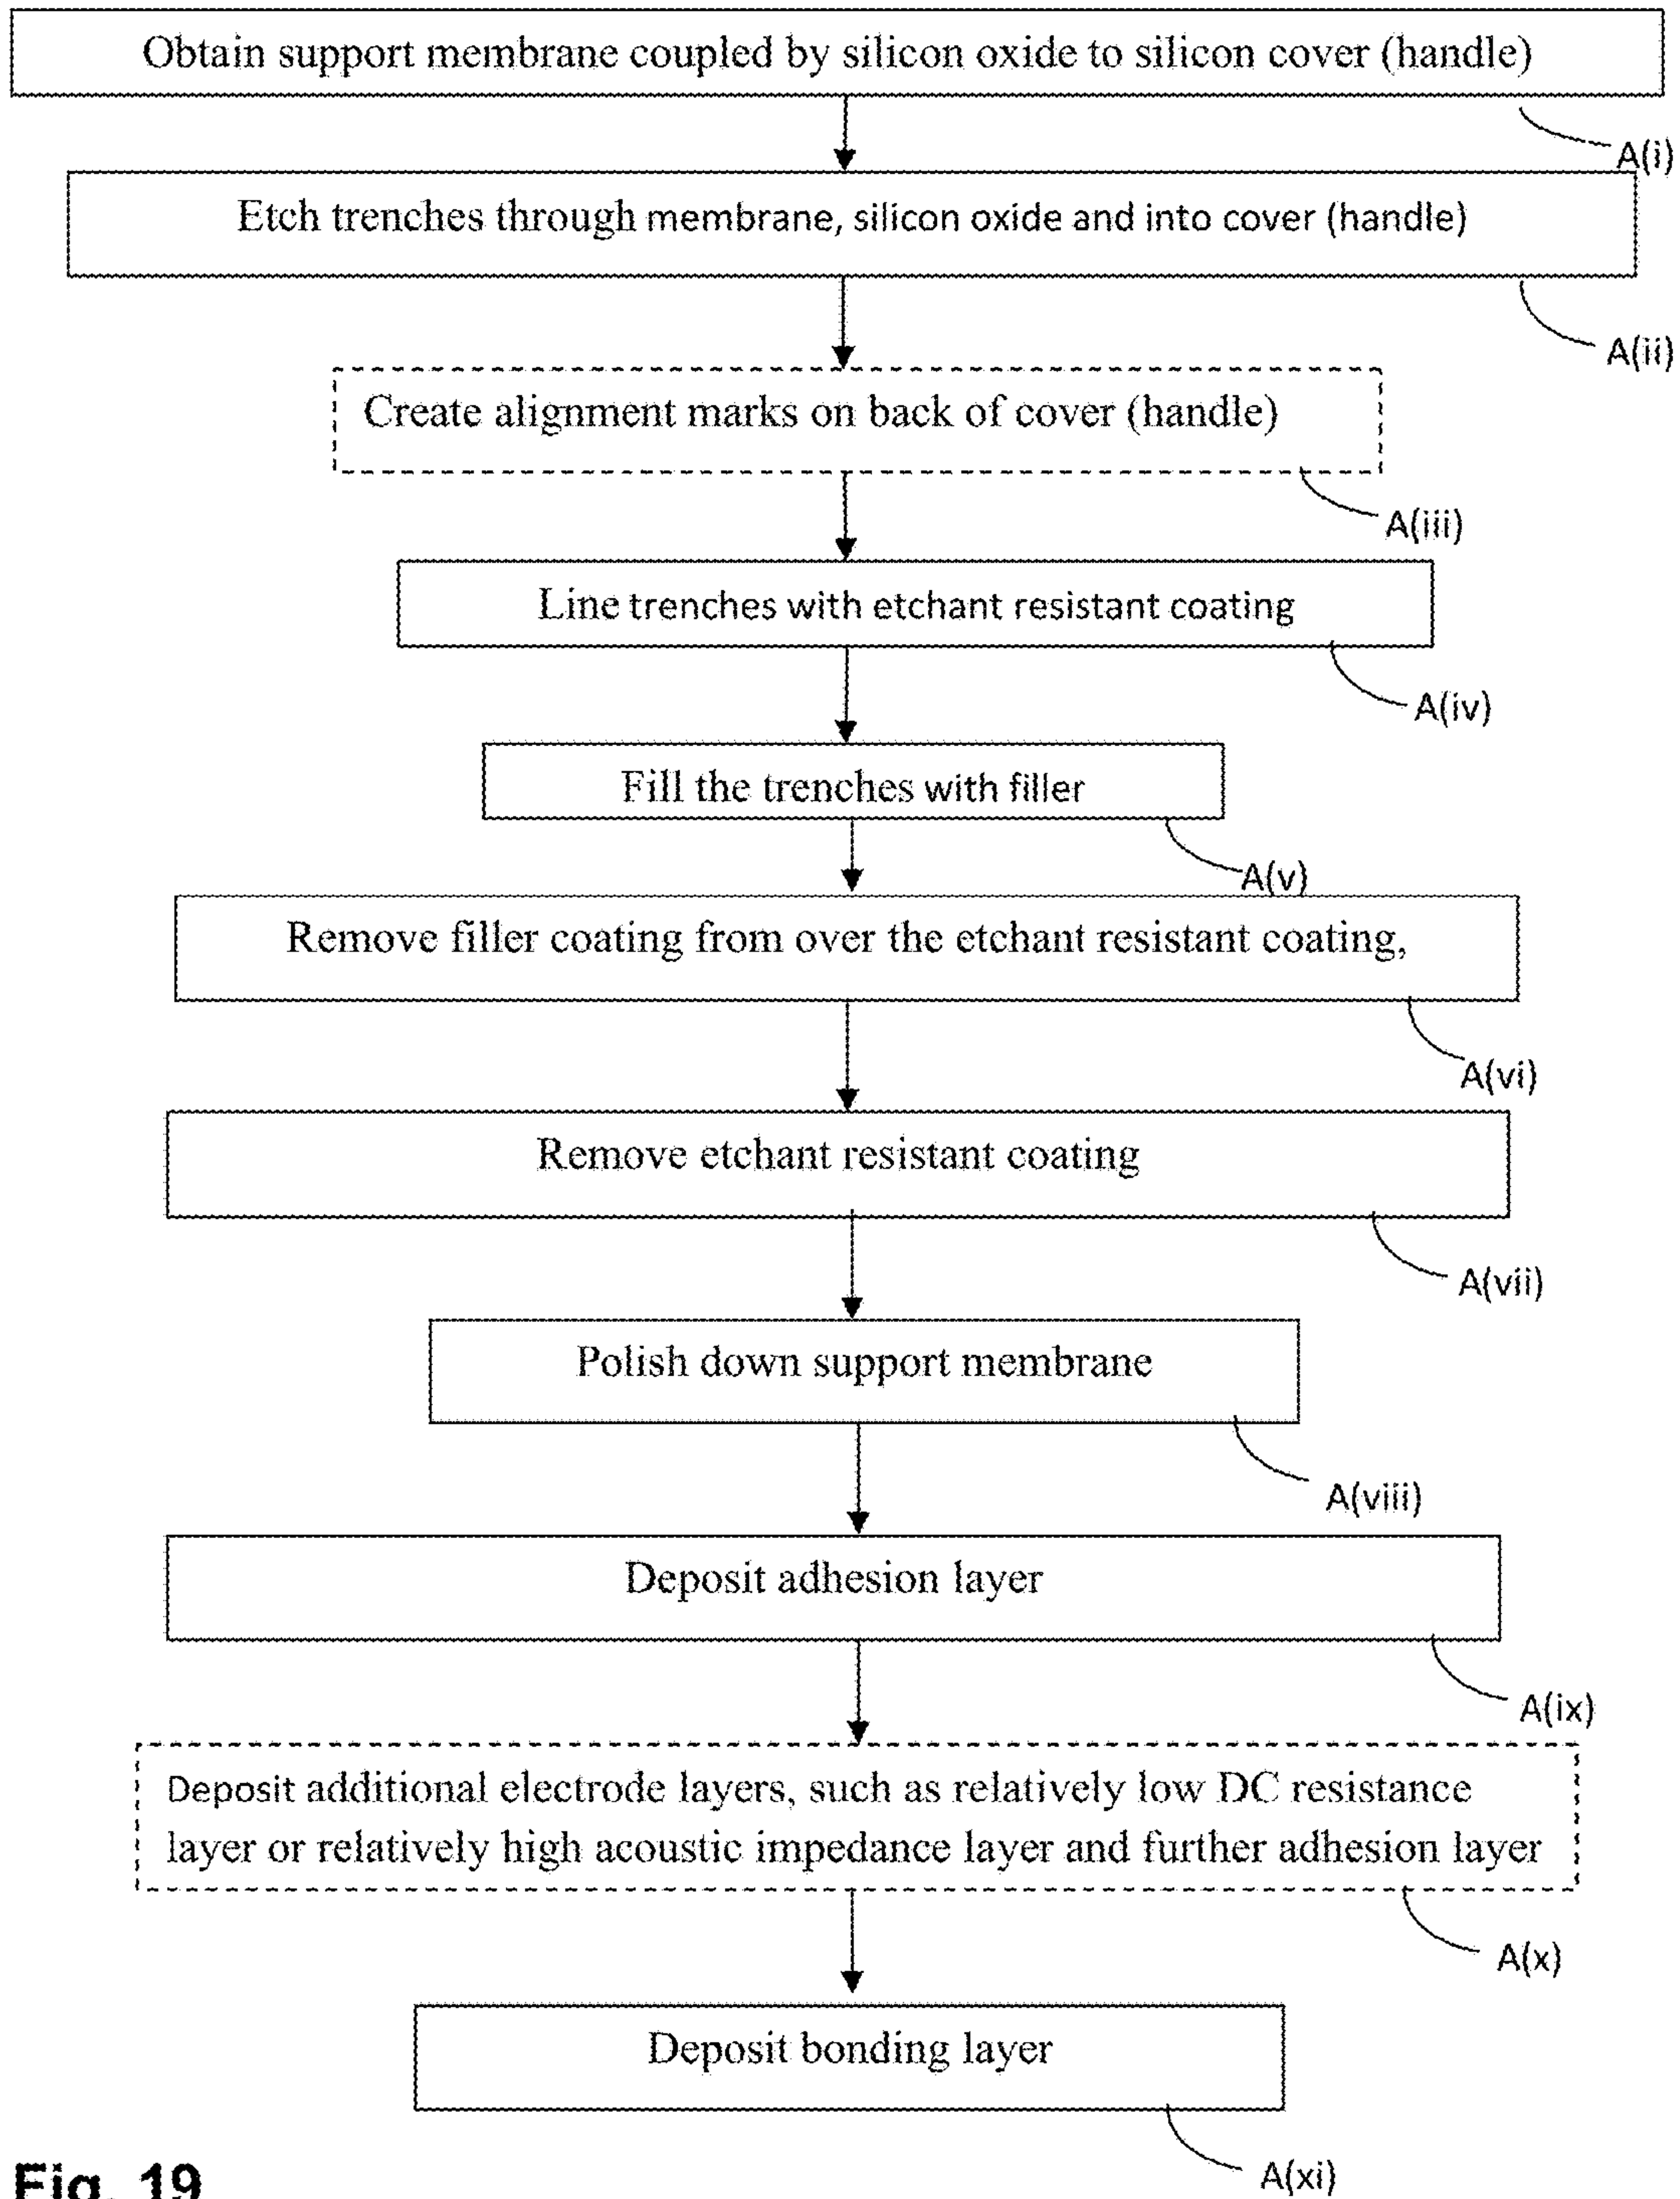 Obtain support membrane coupled by silicon oxide to silicon cover (handle)
A(i)
Etch trenches through membrane, silicon oxide and into cover (handle)
A(ii)
Create alignment marks on back of cover (handle)
A(iii)
Line trenches with etchant resistant coating
A(iv)
Fill the trenches with filler
A(v)
Remove filler coating from over the etchant resistant coating,
A(vi)
Remove etchant resistant coating
A(vii)
Polish down support membrane
A(viii)
Deposit adhesion layer
A(ix)
Deposit additional electrode layers, such as relatively low DC resistance
layer or relatively high acoustic impedance layer and further adhesion layer
A(x)
Deposit bonding layer
A(xi)
Fig. 19